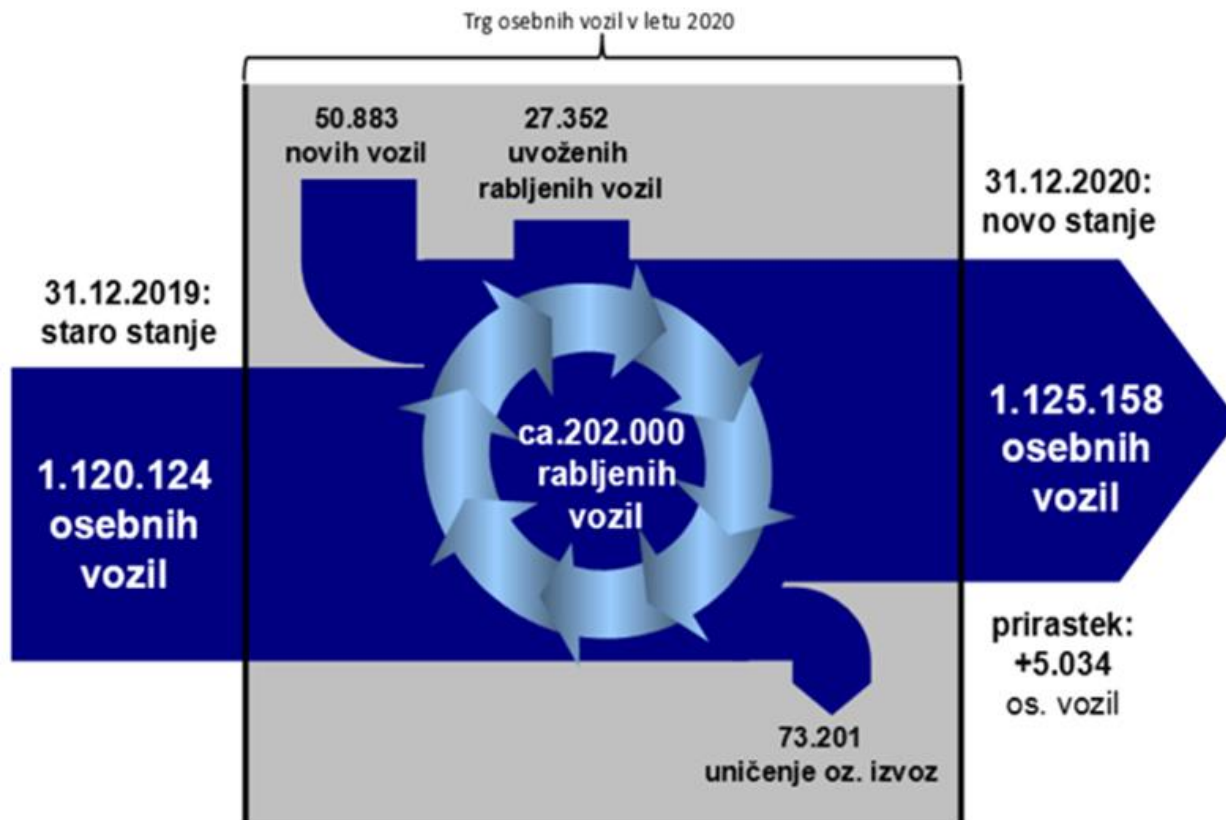 Trg osebnih vozil v letu 2020
50.883
novih vozil
27.352
uvoženih
rabljenih vozil
31.12.2020:
novo stanje
31.12.2019:
staro stanje
1.120.124
osebnih
vozil
ca.202.000
rabljenih
vozil
1.125.158
osebnih
vozil
prirastek:
+5.034
os. vozil
73.201
uničenje oz. izvoz